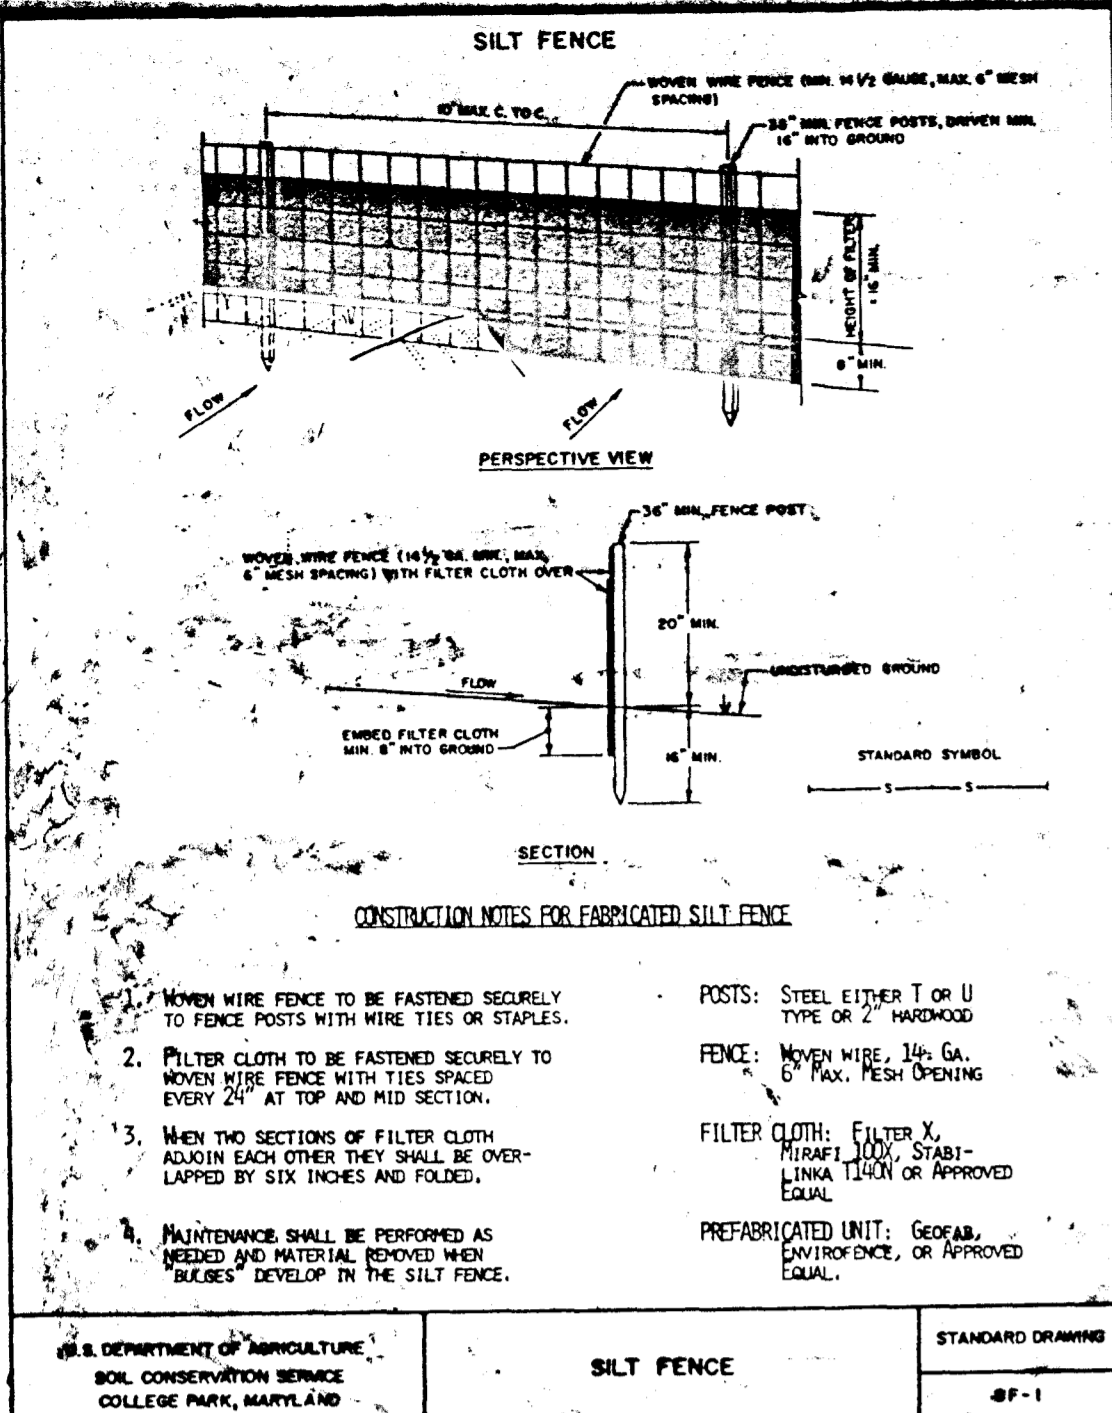 SILT FENCE
WOVEN WIRE FENCE (MIN. 14 1/2 GAUGE, MAX. 6" MESH
SPACING)
10' MAX. C. TO C.
36" MIN. FENCE POSTS, DRIVEN MIN.
16" INTO GROUND
HEIGHT OF FILTER
16" MIN.
8" MIN.
FLOW
FLOW
PERSPECTIVE VIEW
36" MIN. FENCE POST
WOVEN WIRE FENCE (14 1/2 GA. MIN., MAX.
6" MESH SPACING) WITH FILTER CLOTH OVER
20" MIN.
UNDISTURBED GROUND
FLOW
EMBED FILTER CLOTH
MIN. 8" INTO GROUND
16" MIN.
STANDARD SYMBOL
S S
SECTION
CONSTRUCTION NOTES FOR FABRICATED SILT FENCE
1. WOVEN WIRE FENCE TO BE FASTENED SECURELY
TO FENCE POSTS WITH WIRE TIES OR STAPLES.
2. FILTER CLOTH TO BE FASTENED SECURELY TO
WOVEN WIRE FENCE WITH TIES SPACED
EVERY 24" AT TOP AND MID SECTION.
3. WHEN TWO SECTIONS OF FILTER CLOTH
ADJOIN EACH OTHER THEY SHALL BE OVER-
LAPPED BY SIX INCHES AND FOLDED.
4. MAINTENANCE SHALL BE PERFORMED AS
NEEDED AND MATERIAL REMOVED WHEN
"BULGES" DEVELOP IN THE SILT FENCE.
POSTS: STEEL EITHER T OR U
TYPE OR 2" HARDWOOD
FENCE: WOVEN WIRE, 14½ GA.
6" MAX. MESH OPENING
FILTER CLOTH: FILTER X,
MIRAFI 100X, STABI-
LINKA T140N OR APPROVED
EQUAL
PREFABRICATED UNIT: GEOFAB,
ENVIROFENCE, OR APPROVED
EQUAL.
U.S. DEPARTMENT OF AGRICULTURE
SOIL CONSERVATION SERVICE
COLLEGE PARK, MARYLAND
SILT FENCE
STANDARD DRAWING
SF-1